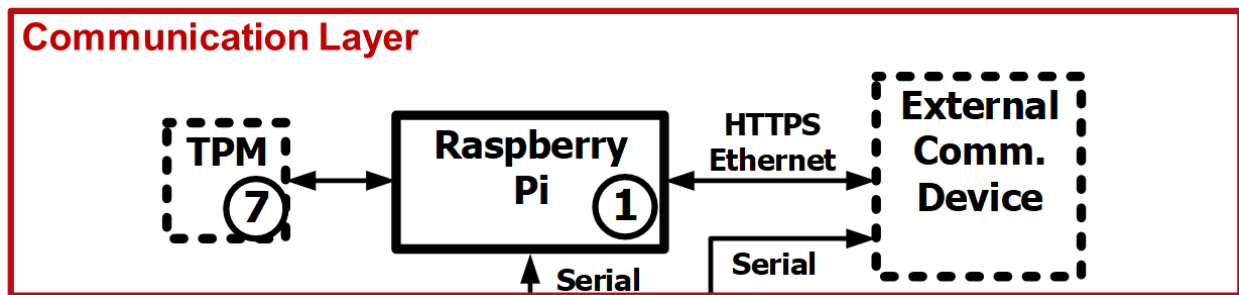 Communication Layer
TPM
7
Raspberry
Pi
1
HTTPS
Ethernet
External
Comm.
Device
Serial
Serial